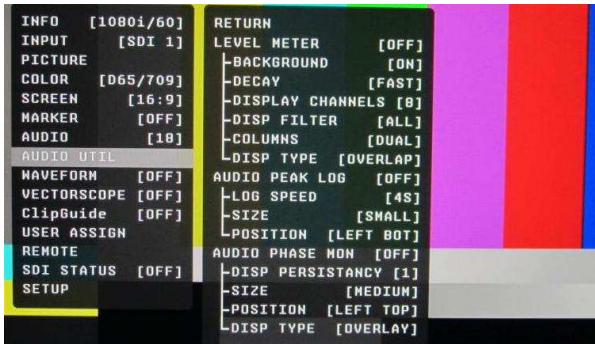 INFO [1080i/60]
INPUT [SDI 1]
PICTURE
COLOR [D65/709]
SCREEN [16:9]
MARKER [OFF]
AUDIO [18]
AUDIO UTIL
WAVEFORM [OFF]
VECTORSCOPE [OFF]
ClipGuide [OFF]
USER ASSIGN
REMOTE
SDI STATUS [OFF]
SETUP
RETURN
LEVEL METER [OFF]
BACKGROUND [ON]
DECAY [FAST]
DISPLAY CHANNELS [8]
DISP FILTER [ALL]
COLUMNS [DUAL]
DISP TYPE [OVERLAP]
AUDIO PEAK LOG [OFF]
LOG SPEED [4S]
SIZE [SMALL]
POSITION [LEFT BOT]
AUDIO PHASE MON [OFF]
DISP PERSISTANCY [1]
SIZE [MEDIUM]
POSITION [LEFT TOP]
DISP TYPE [OVERLAY]